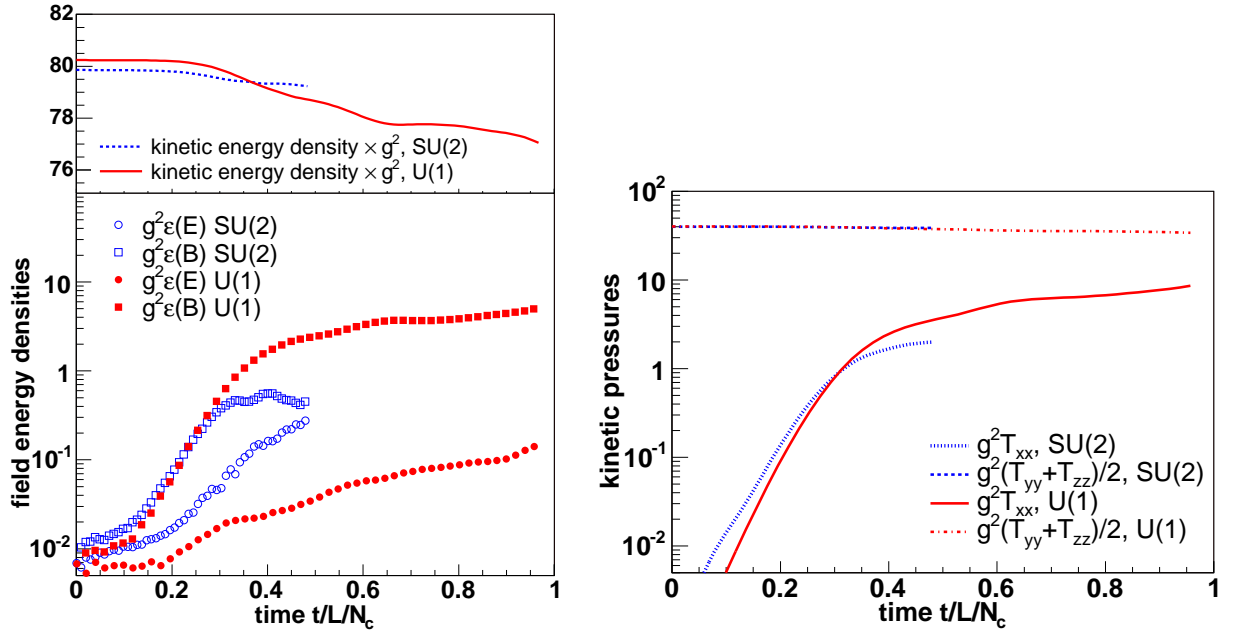 82
80
78
76
kinetic energy density × g², SU(2)
kinetic energy density × g², U(1)
g²ε(E) SU(2)
g²ε(B) SU(2)
g²ε(E) U(1)
g²ε(B) U(1)
field energy densities
10
1
10⁻¹
10⁻²
0 0.2 0.4 0.6 0.8 1
time t/L/N_c
kinetic pressures
10²
10
1
10⁻¹
10⁻²
g²T_xx, SU(2)
g²(T_yy+T_zz)/2, SU(2)
g²T_xx, U(1)
g²(T_yy+T_zz)/2, U(1)
0 0.2 0.4 0.6 0.8 1
time t/L/N_c